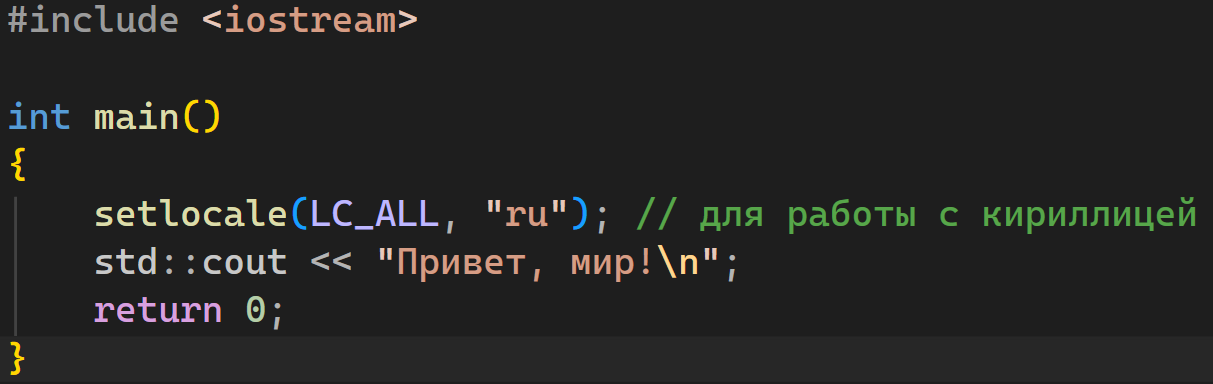 #include <iostream>
int main()
{
    setlocale(LC_ALL, "ru"); // для работы с кириллицей
    std::cout << "Привет, мир!\n";
    return 0;
}